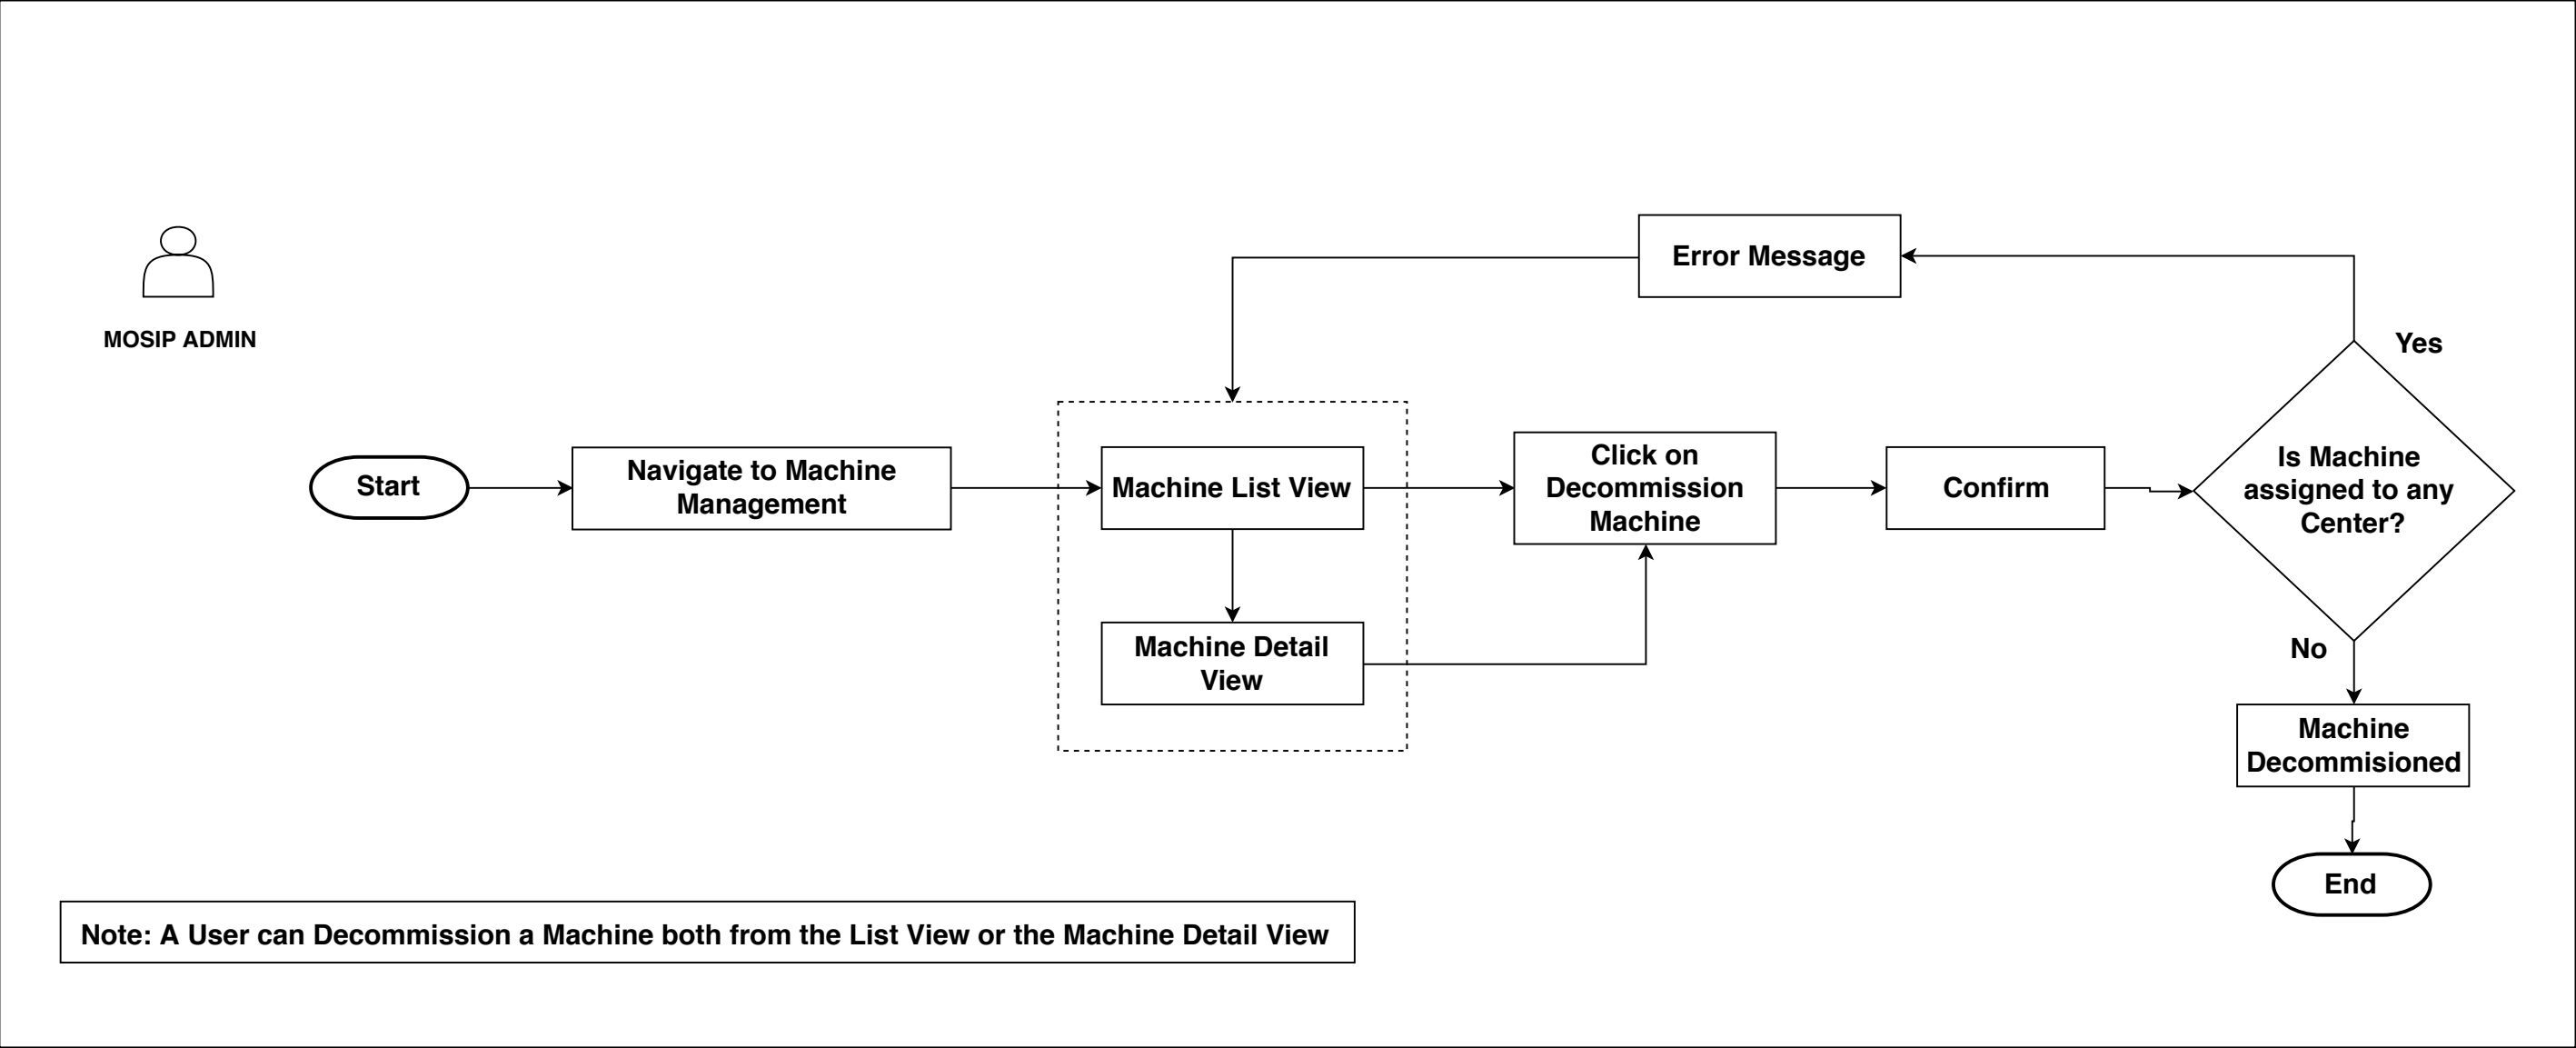 Error Message
MOSIP ADMIN
Yes
Start
Navigate to Machine
Management
Machine List View
Click on
Decommission
Machine
Confirm
Is Machine
assigned to any
Center?
Machine Detail
View
No
Machine
Decommisioned
End
Note: A User can Decommission a Machine both from the List View or the Machine Detail View